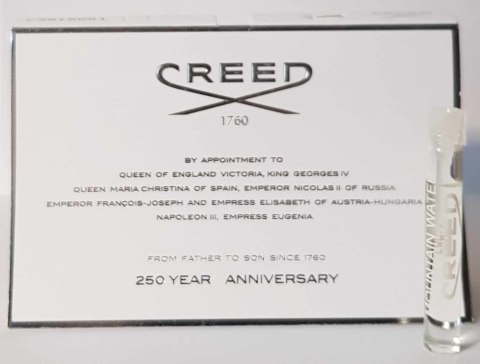 CREED
1760
BY APPOINTMENT TO
QUEEN OF ENGLAND VICTORIA, KING GEORGES IV
QUEEN MARIA CHRISTINA OF SPAIN, EMPEROR NICOLAS II OF RUSSIA
EMPEROR FRANÇOIS-JOSEPH AND EMPRESS ELISABETH OF AUSTRIA-HUNGARIA
NAPOLEON III, EMPRESS EUGENIA
FROM FATHER TO SON SINCE 1760
250 YEAR ANNIVERSARY
MOUNTAIN WATER
CREED